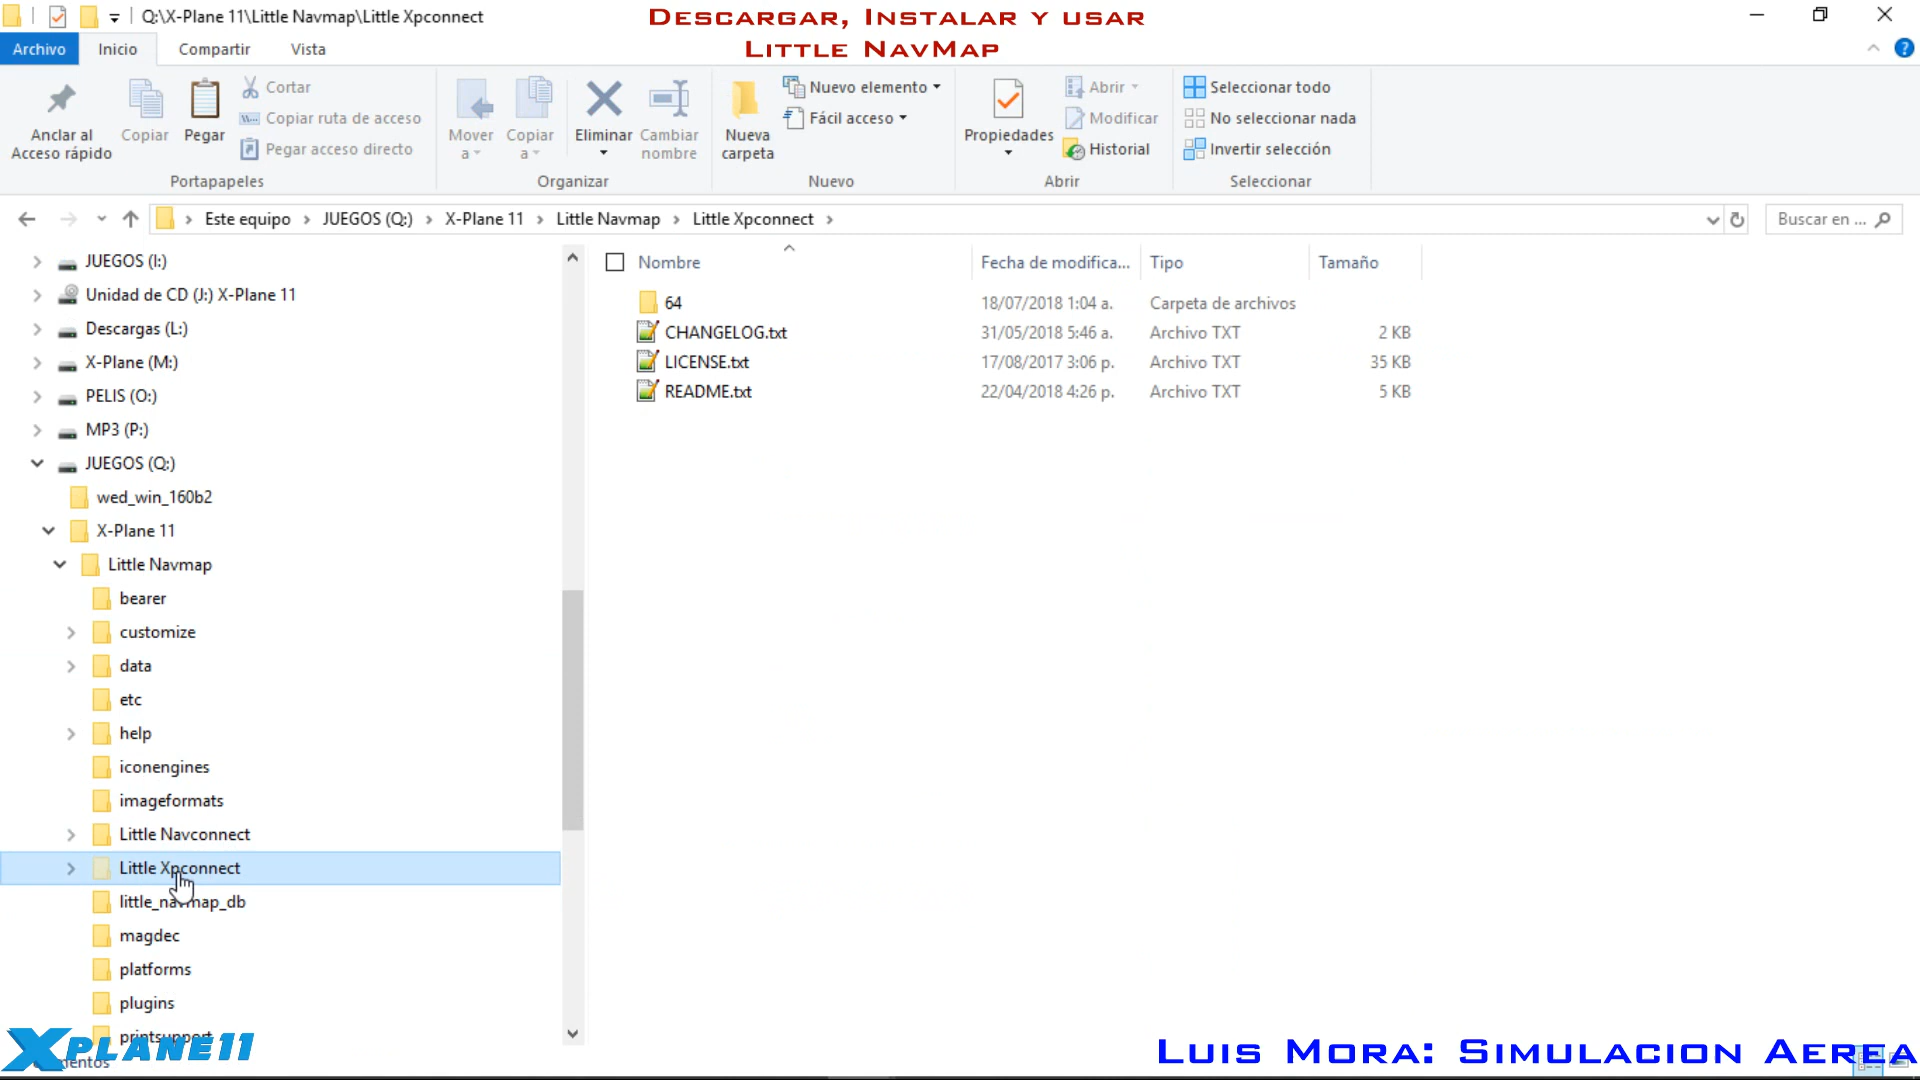 Q:\X-Plane 11\Little Navmap\Little Xpconnect
Descargar, Instalar y usar
Little NavMap
Archivo
Inicio
Compartir
Vista
Anclar al
Acceso rápido
Copiar
Pegar
Cortar
Copiar ruta de acceso
Pegar acceso directo
Portapapeles
Mover
a
Copiar
a
Eliminar
Cambiar
nombre
Organizar
Nueva
carpeta
Nuevo elemento
Fácil acceso
Nuevo
Propiedades
Abrir
Modificar
Historial
Abrir
Seleccionar todo
No seleccionar nada
Invertir selección
Seleccionar
Este equipo > JUEGOS (Q:) > X-Plane 11 > Little Navmap > Little Xpconnect >
Buscar en ...
JUEGOS (I:)
Unidad de CD (J:) X-Plane 11
Descargas (L:)
X-Plane (M:)
PELIS (O:)
MP3 (P:)
JUEGOS (Q:)
wed_win_160b2
X-Plane 11
Little Navmap
bearer
customize
data
etc
help
iconengines
imageformats
Little Navconnect
Little Xpconnect
little_navmap_db
magdec
platforms
plugins
printsupport
Nombre Fecha de modifica... Tipo Tamaño
64 18/07/2018 1:04 a. Carpeta de archivos
CHANGELOG.txt 31/05/2018 5:46 a. Archivo TXT 2 KB
LICENSE.txt 17/08/2017 3:06 p. Archivo TXT 35 KB
README.txt 22/04/2018 4:26 p. Archivo TXT 5 KB
XPLANE11
Luis Mora: Simulacion Aerea